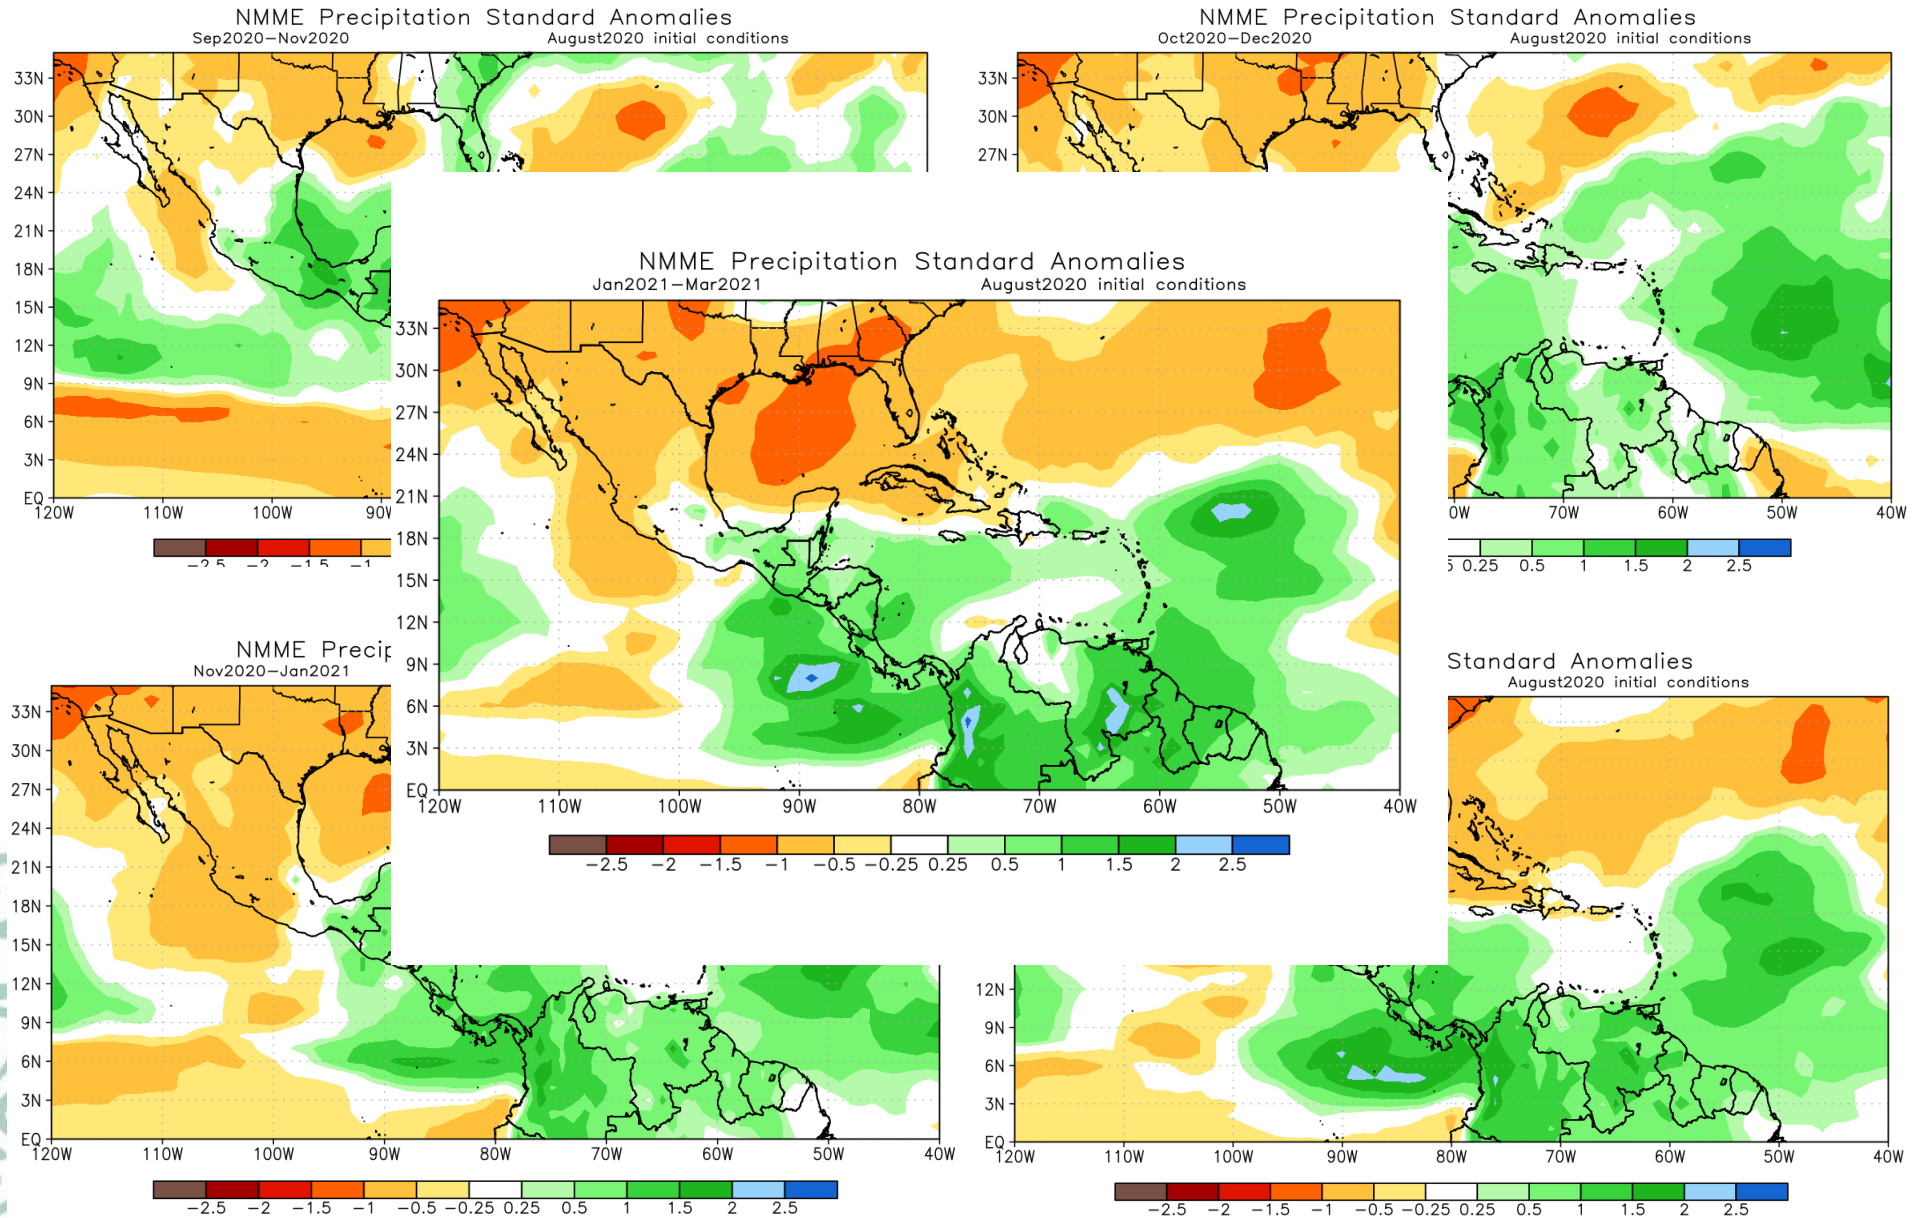 NMME Precipitation Standard Anomalies
Sep2020-Nov2020 August2020 initial conditions
33N
30N
27N
24N
21N
18N
15N
12N
9N
6N
3N
EQ
120W 110W 100W 90W
-2.5 -2 -1.5 -1
NMME Precipitation Standard Anomalies
Oct2020-Dec2020 August2020 initial conditions
33N
30N
27N
0W 70W 60W 50W 40W
5 0.25 0.5 1 1.5 2 2.5
NMME Precipitation Standard Anomalies
Jan2021-Mar2021 August2020 initial conditions
33N
30N
27N
24N
21N
18N
15N
12N
9N
6N
3N
EQ
120W 110W 100W 90W 80W 70W 60W 50W 40W
-2.5 -2 -1.5 -1 -0.5 -0.25 0.25 0.5 1 1.5 2 2.5
NMME Precip
Nov2020-Jan2021
33N
30N
27N
24N
21N
18N
15N
12N
9N
6N
3N
EQ
120W 110W 100W 90W 80W 70W 60W 50W 40W
-2.5 -2 -1.5 -1 -0.5 -0.25 0.25 0.5 1 1.5 2 2.5
Standard Anomalies
August2020 initial conditions
12N
9N
6N
3N
EQ
120W 110W 100W 90W 80W 70W 60W 50W 40W
-2.5 -2 -1.5 -1 -0.5 -0.25 0.25 0.5 1 1.5 2 2.5